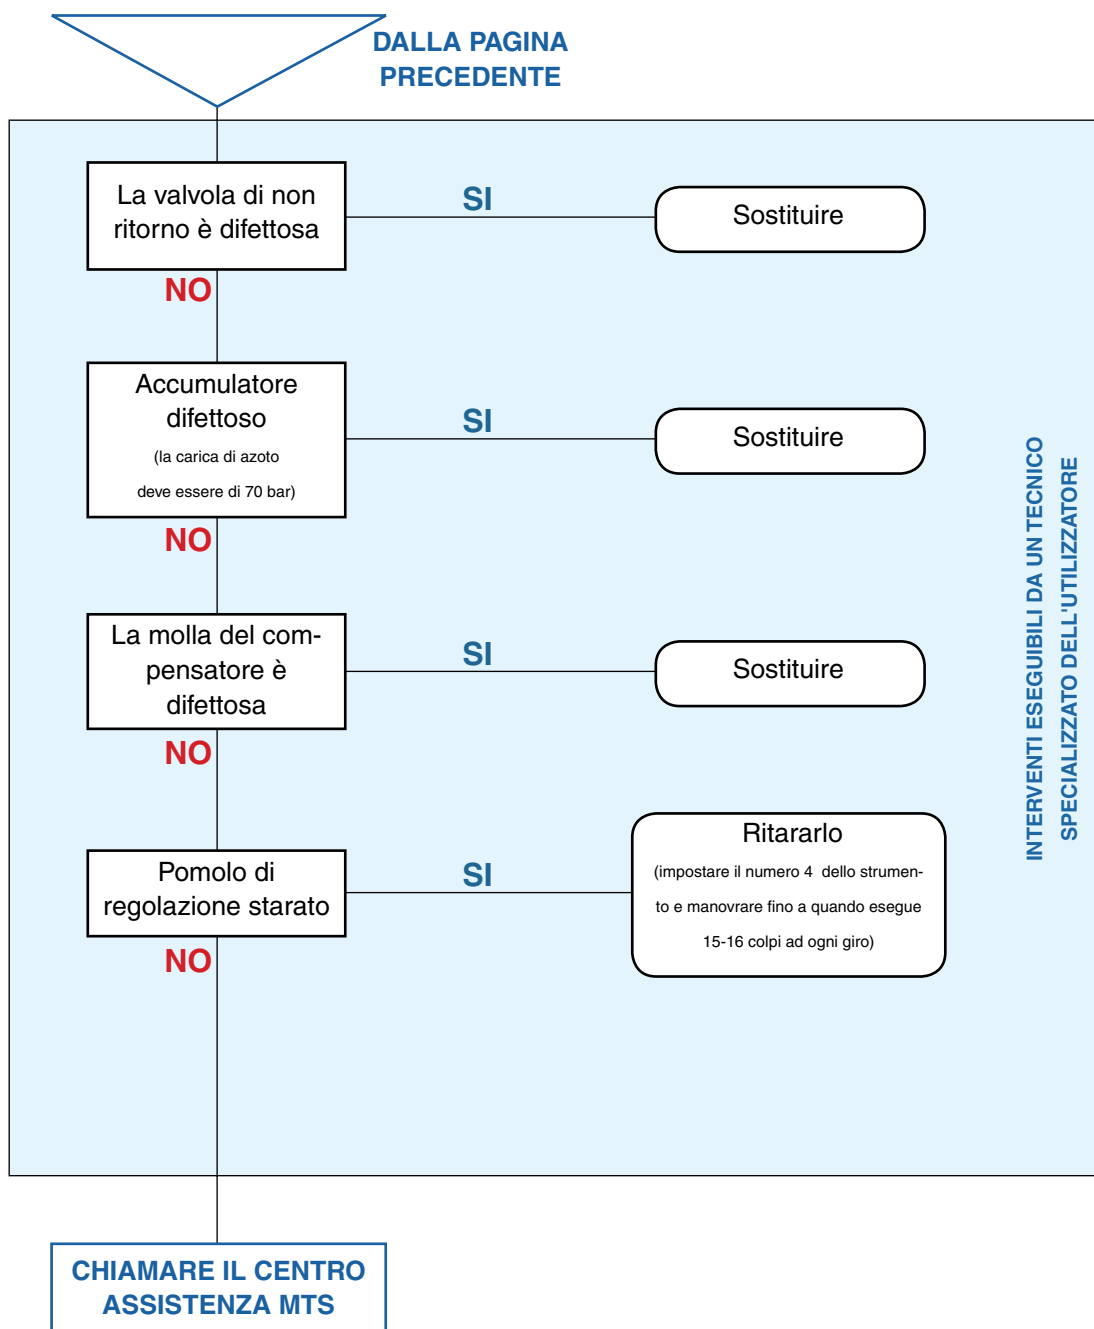 DALLA PAGINA
PRECEDENTE
La valvola di non
ritorno è difettosa
SI
Sostituire
NO
Accumulatore
difettoso
(la carica di azoto
deve essere di 70 bar)
SI
Sostituire
NO
La molla del com-
pensatore è
difettosa
SI
Sostituire
NO
Pomolo di
regolazione starato
SI
Ritararlo
(impostare il numero 4 dello strumen-
to e manovrare fino a quando esegue
15-16 colpi ad ogni giro)
NO
INTERVENTI ESEGUIBILI DA UN TECNICO
SPECIALIZZATO DELL'UTILIZZATORE
CHIAMARE IL CENTRO
ASSISTENZA MTS